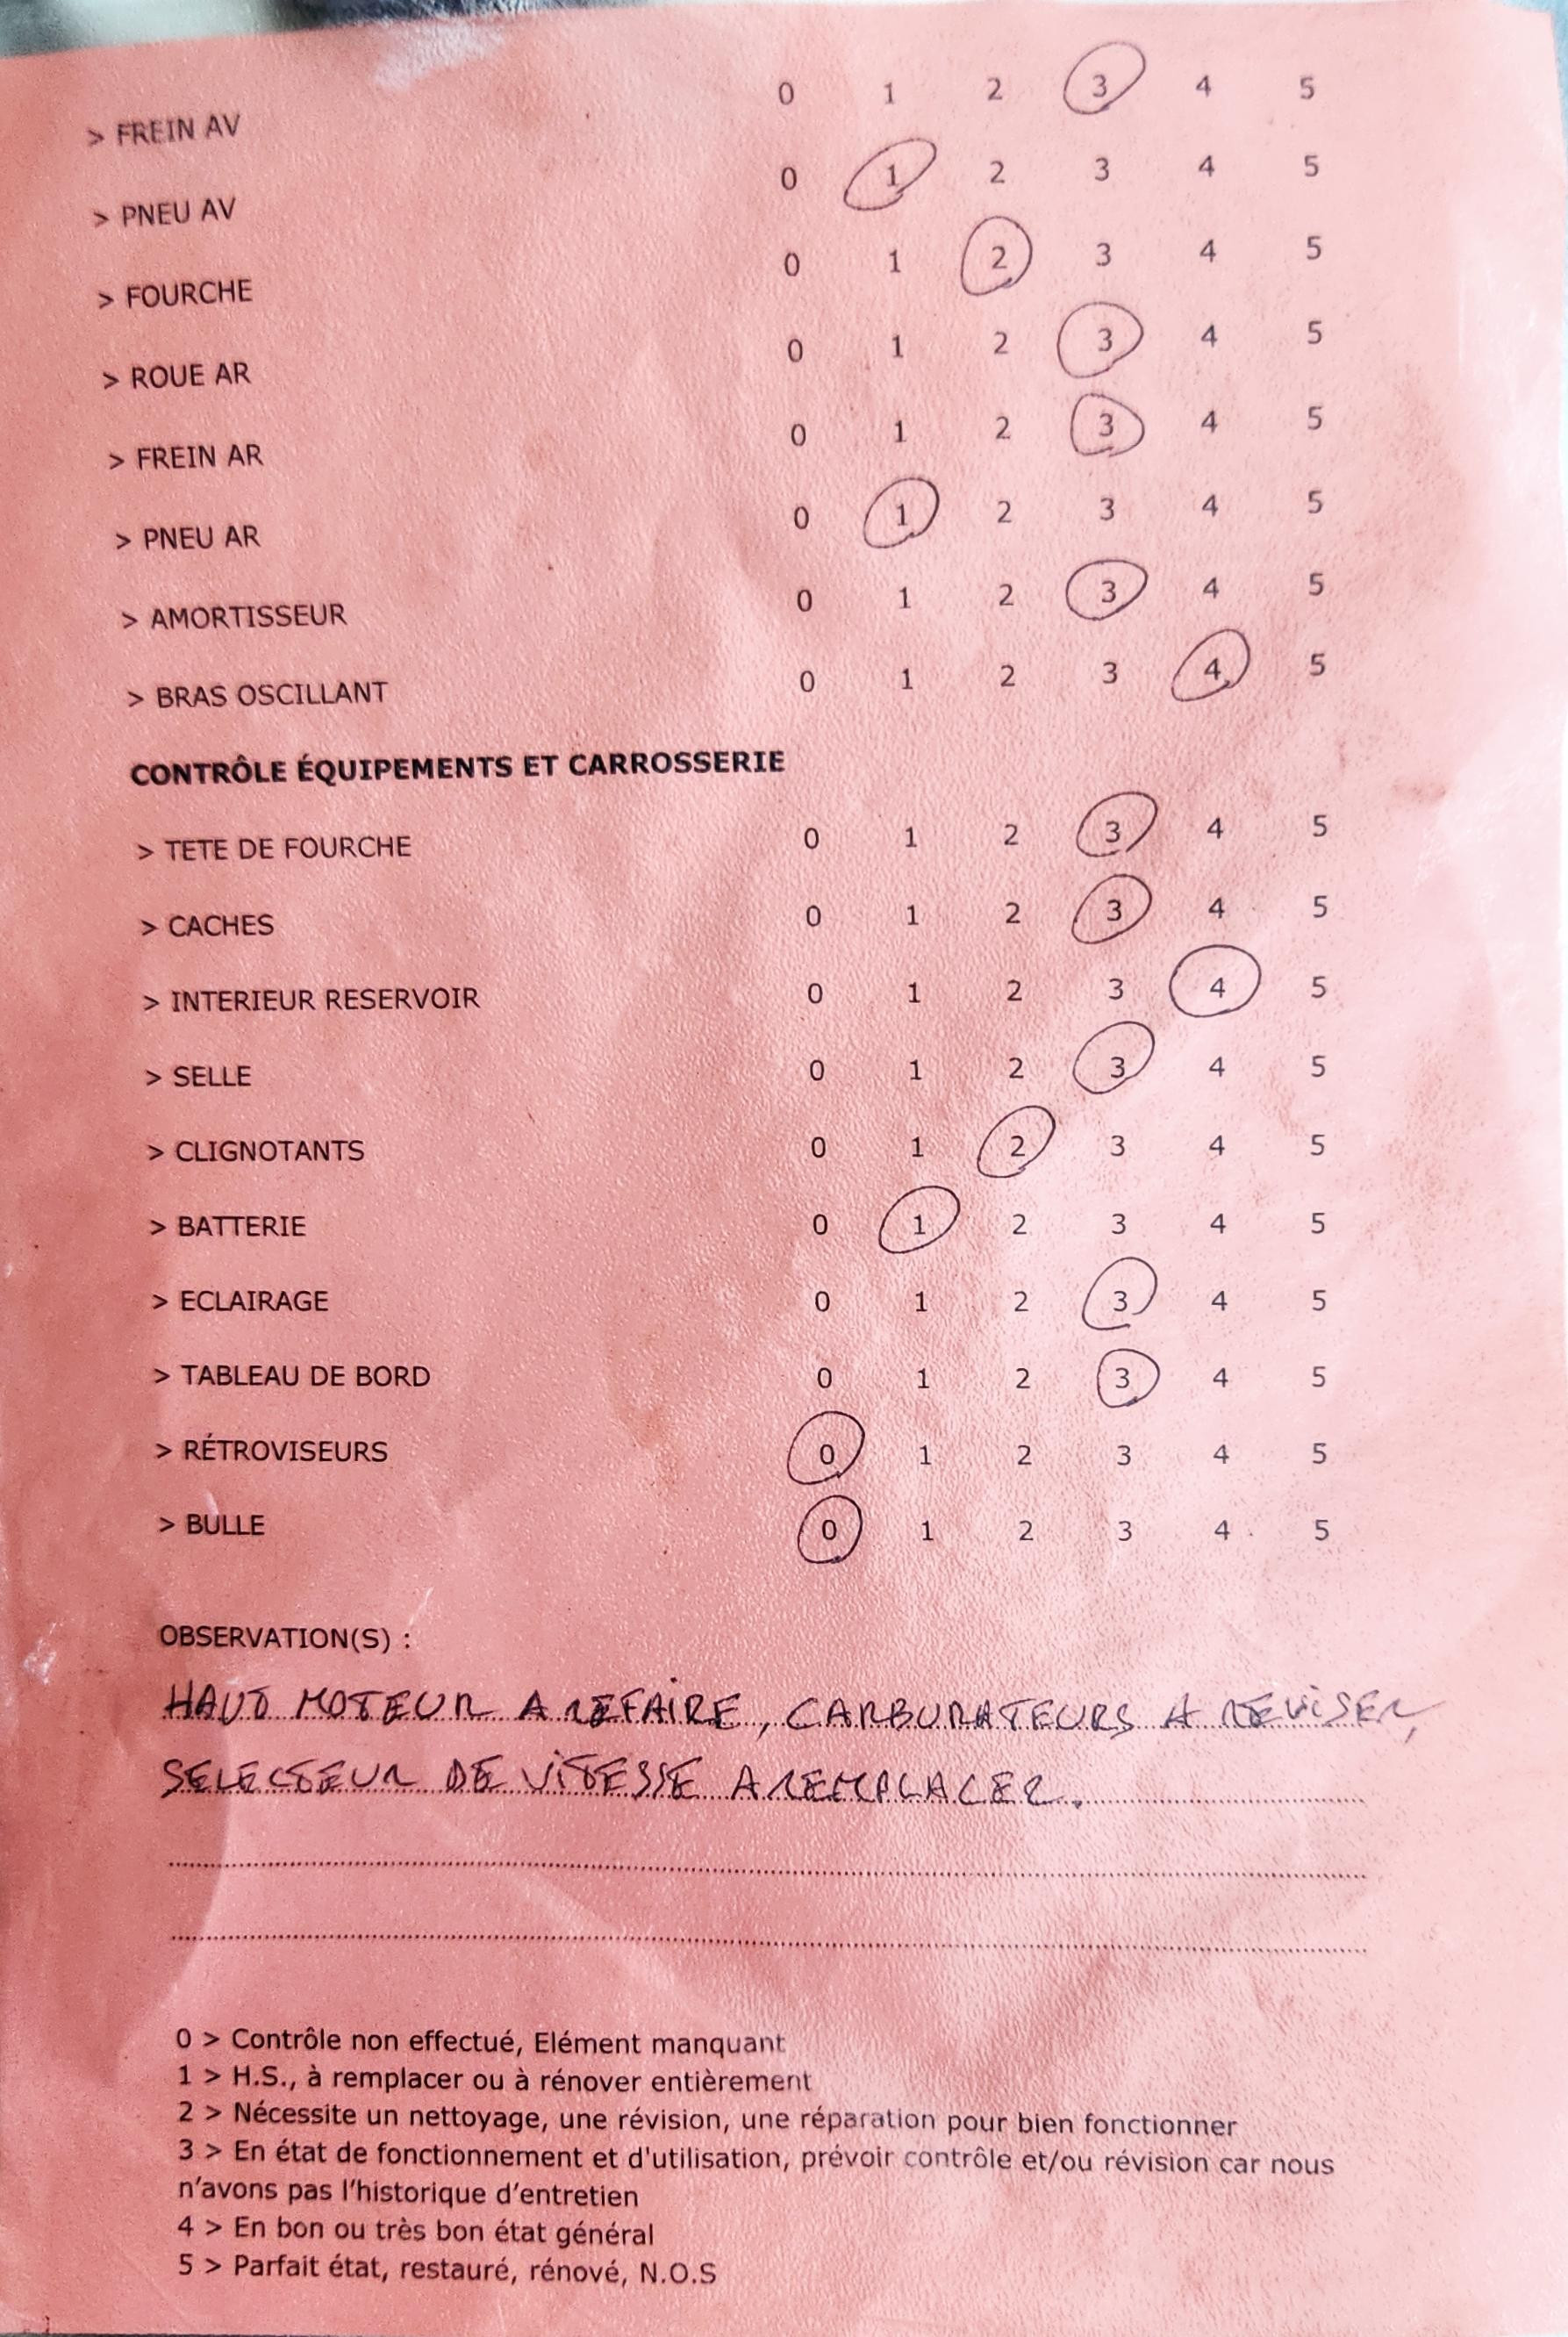 > FREIN AV 0 1 2 3 4 5
> PNEU AV 0 1 2 3 4 5
> FOURCHE 0 1 2 3 4 5
> ROUE AR 0 1 2 3 4 5
> FREIN AR 0 1 2 3 4 5
> PNEU AR 0 1 2 3 4 5
> AMORTISSEUR 0 1 2 3 4 5
> BRAS OSCILLANT 0 1 2 3 4 5
CONTRÔLE ÉQUIPEMENTS ET CARROSSERIE
> TETE DE FOURCHE 0 1 2 3 4 5
> CACHES 0 1 2 3 4 5
> INTERIEUR RESERVOIR 0 1 2 3 4 5
> SELLE 0 1 2 3 4 5
> CLIGNOTANTS 0 1 2 3 4 5
> BATTERIE 0 1 2 3 4 5
> ECLAIRAGE 0 1 2 3 4 5
> TABLEAU DE BORD 0 1 2 3 4 5
> RÉTROVISEURS 0 1 2 3 4 5
> BULLE 0 1 2 3 4 5
OBSERVATION(S) :
HAUT MOTEUR A REFAIRE, CARBURATEURS A REVISER,
SELECTEUR DE VITESSE A REMPLACER.
0 > Contrôle non effectué, Elément manquant
1 > H.S., à remplacer ou à rénover entièrement
2 > Nécessite un nettoyage, une révision, une réparation pour bien fonctionner
3 > En état de fonctionnement et d'utilisation, prévoir contrôle et/ou révision car nous
n'avons pas l'historique d'entretien
4 > En bon ou très bon état général
5 > Parfait état, restauré, rénové, N.O.S